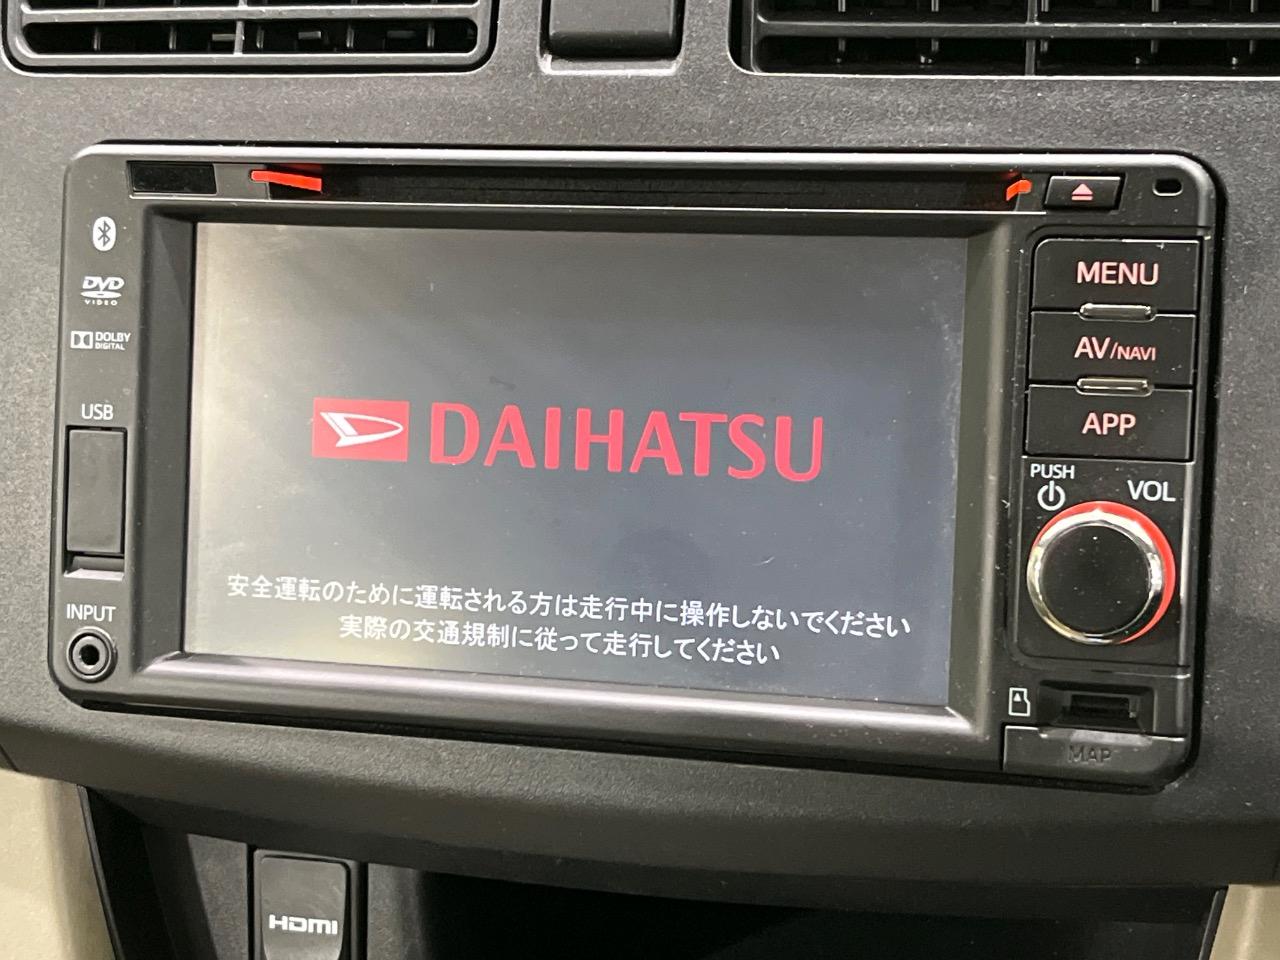 DVD
VIDEO
DOLBY
DIGITAL
USB
INPUT
DAIHATSU
安全運転のために運転される方は走行中に操作しないでください
実際の交通規制に従って走行してください
MENU
AV/NAVI
APP
PUSH
VOL
MAP
HDMI